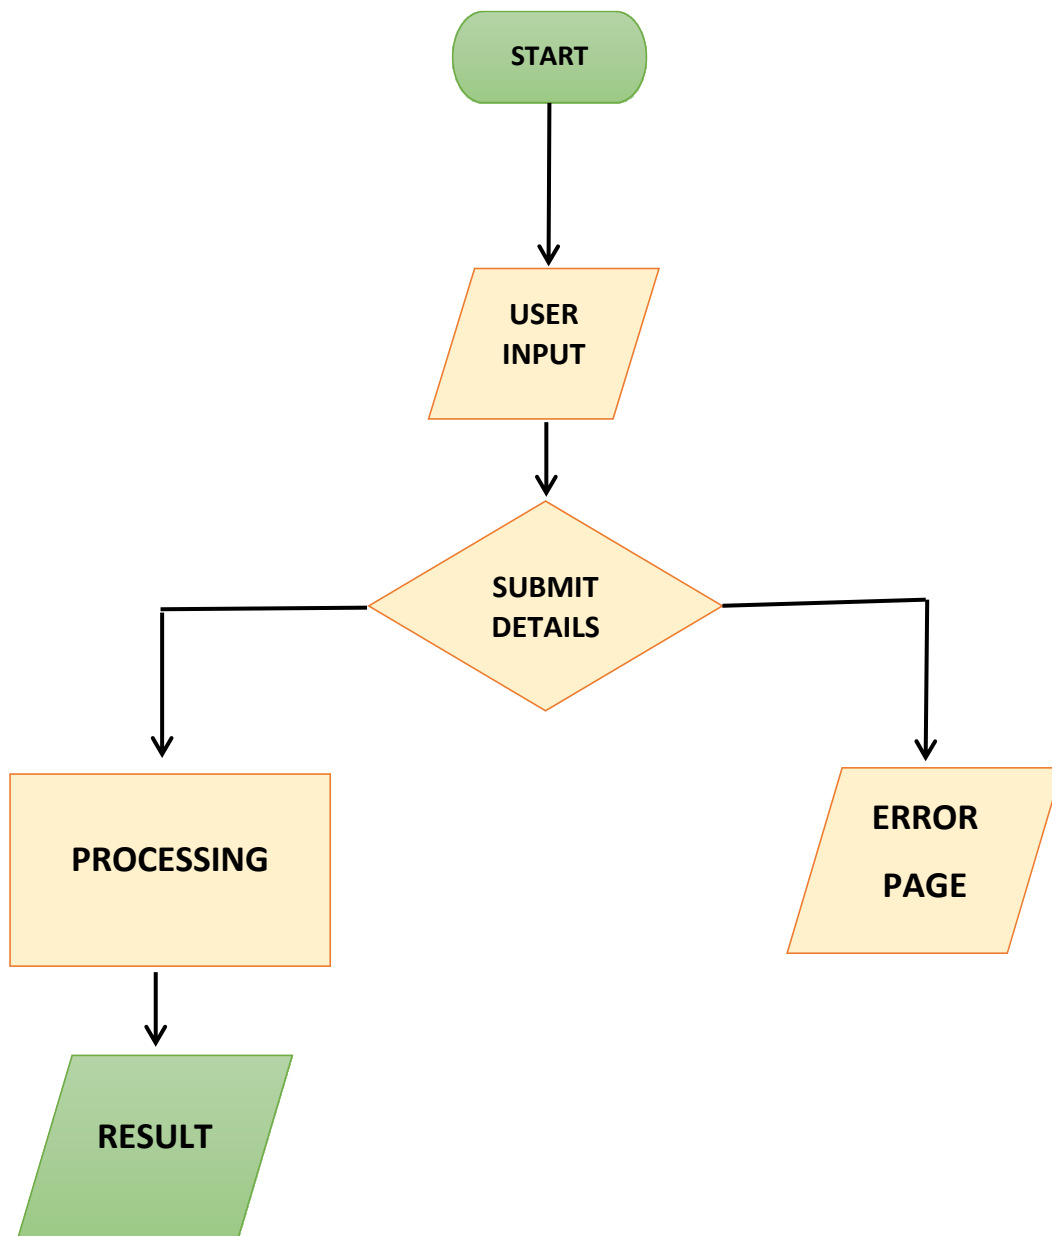 START
USER
INPUT
SUBMIT
DETAILS
PROCESSING
ERROR
PAGE
RESULT